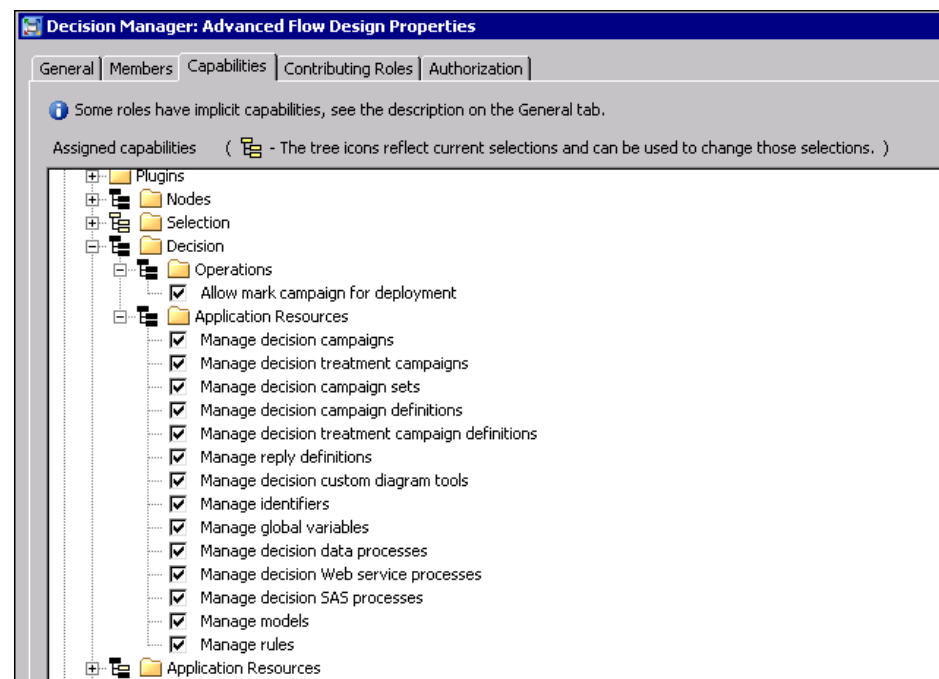 Decision Manager: Advanced Flow Design Properties
General Members Capabilities Contributing Roles Authorization
Some roles have implicit capabilities, see the description on the General tab.
Assigned capabilities ( - The tree icons reflect current selections and can be used to change those selections. )
Plugins
Nodes
Selection
Decision
Operations
Allow mark campaign for deployment
Application Resources
Manage decision campaigns
Manage decision treatment campaigns
Manage decision campaign sets
Manage decision campaign definitions
Manage decision treatment campaign definitions
Manage reply definitions
Manage decision custom diagram tools
Manage identifiers
Manage global variables
Manage decision data processes
Manage decision Web service processes
Manage decision SAS processes
Manage models
Manage rules
Application Resources